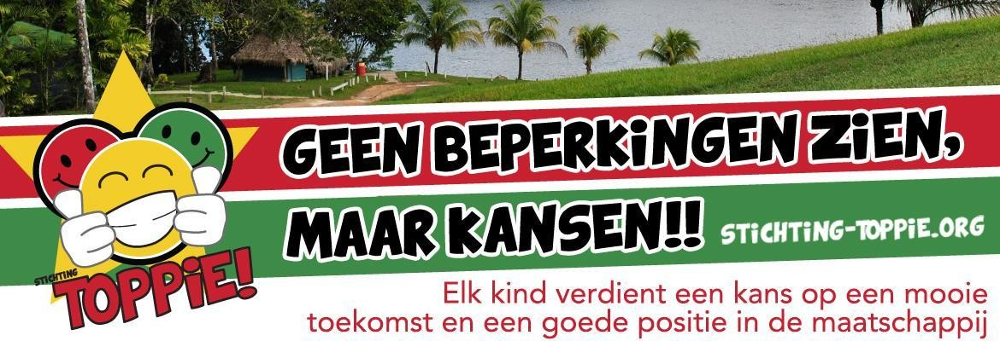 GEEN BEPERKiNGEN ZiEN,
MAAR KANSEN!!
STiCHTiNG-TOPPiE.ORG
STICHTING
TOPPiE!
Elk kind verdient een kans op een mooie
toekomst en een goede positie in de maatschappij